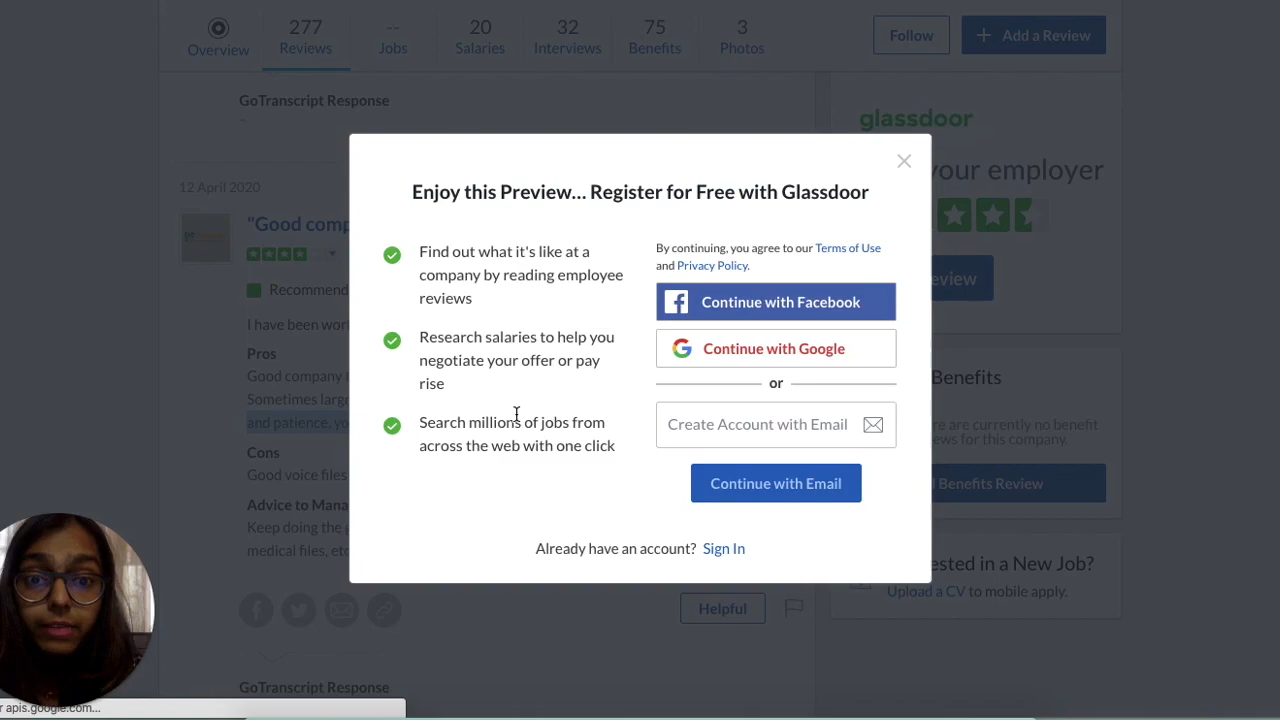 277
--
20
32
75
3
Overview
Reviews
Jobs
Salaries
Interviews
Benefits
Photos
Follow
+ Add a Review
GoTranscript Response
-
glassdoor
your employer
12 April 2020
"Good comp
Recommend
I have been wor
Pros
Good company
Sometimes larg
and patience, yo
Cons
Good voice files
Advice to Mana
Keep doing the g
medical files, etc
Enjoy this Preview... Register for Free with Glassdoor
Find out what it's like at a
company by reading employee
reviews
Research salaries to help you
negotiate your offer or pay
rise
Search millions of jobs from
across the web with one click
By continuing, you agree to our Terms of Use
and Privacy Policy.
Continue with Facebook
Continue with Google
or
Create Account with Email
Continue with Email
Already have an account? Sign In
eview
Benefits
are currently no benefit
views for this company.
Benefits Review
ested in a New Job?
Upload a CV to mobile apply.
Helpful
GoTranscript Response
r apis.google.com...